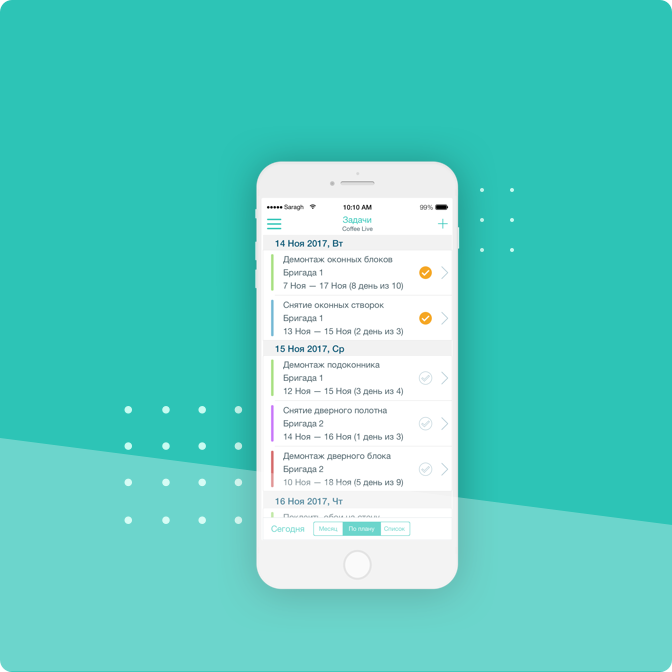 Saragh 10:10 AM 99%
Задачи
Coffee Live
14 Ноя 2017, Вт
Демонтаж оконных блоков
Бригада 1
7 Ноя — 17 Ноя (8 день из 10)
Снятие оконных створок
Бригада 1
13 Ноя — 15 Ноя (2 день из 3)
15 Ноя 2017, Ср
Демонтаж подоконника
Бригада 1
12 Ноя — 15 Ноя (3 день из 4)
Снятие дверного полотна
Бригада 2
14 Ноя — 16 Ноя (1 день из 3)
Демонтаж дверного блока
Бригада 2
10 Ноя — 18 Ноя (5 день из 9)
16 Ноя 2017, Чт
обои на стену
Сегодня Месяц По плану Список